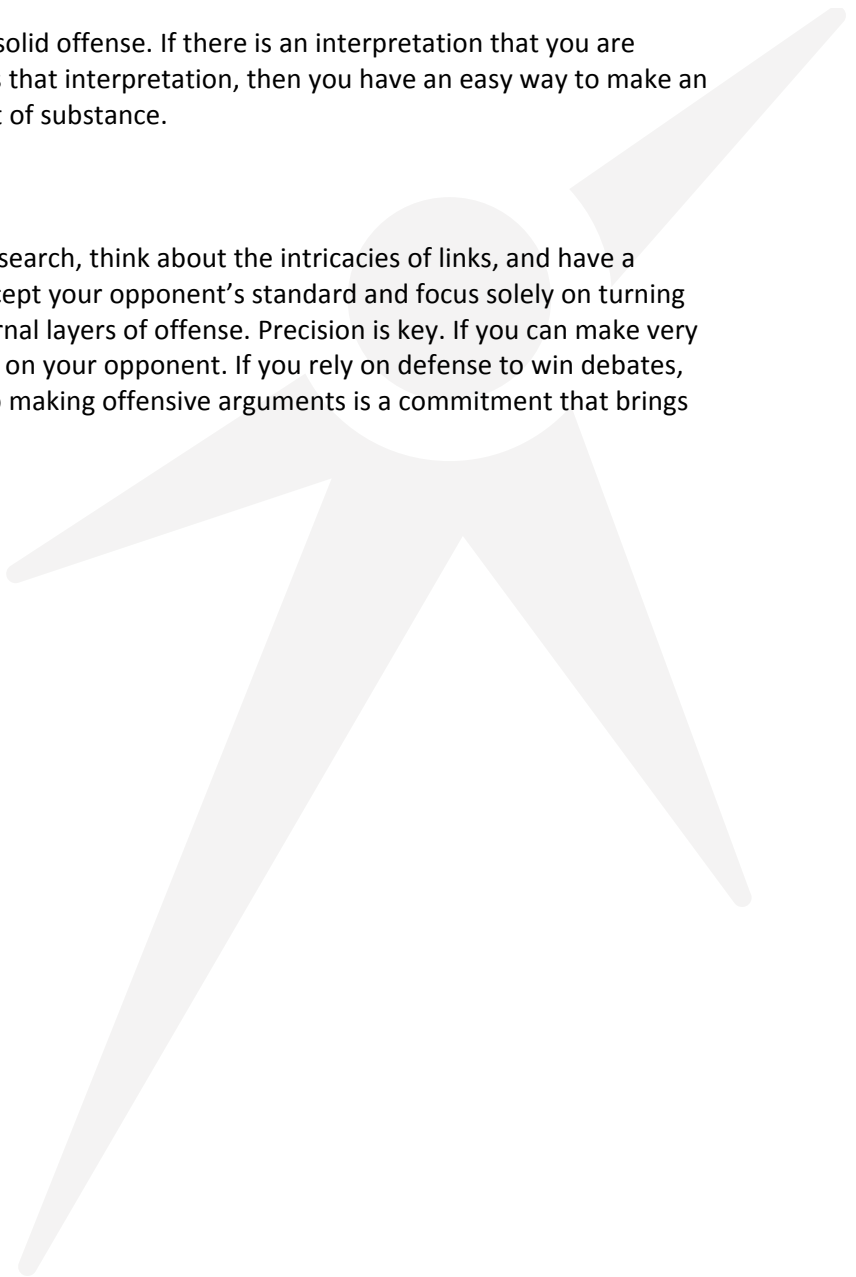 solid offense. If there is an interpretation that you are
that interpretation, then you have an easy way to make an
of substance.
search, think about the intricacies of links, and have a
cept your opponent’s standard and focus solely on turning
rnal layers of offense. Precision is key. If you can make very
on your opponent. If you rely on defense to win debates,
making offensive arguments is a commitment that brings